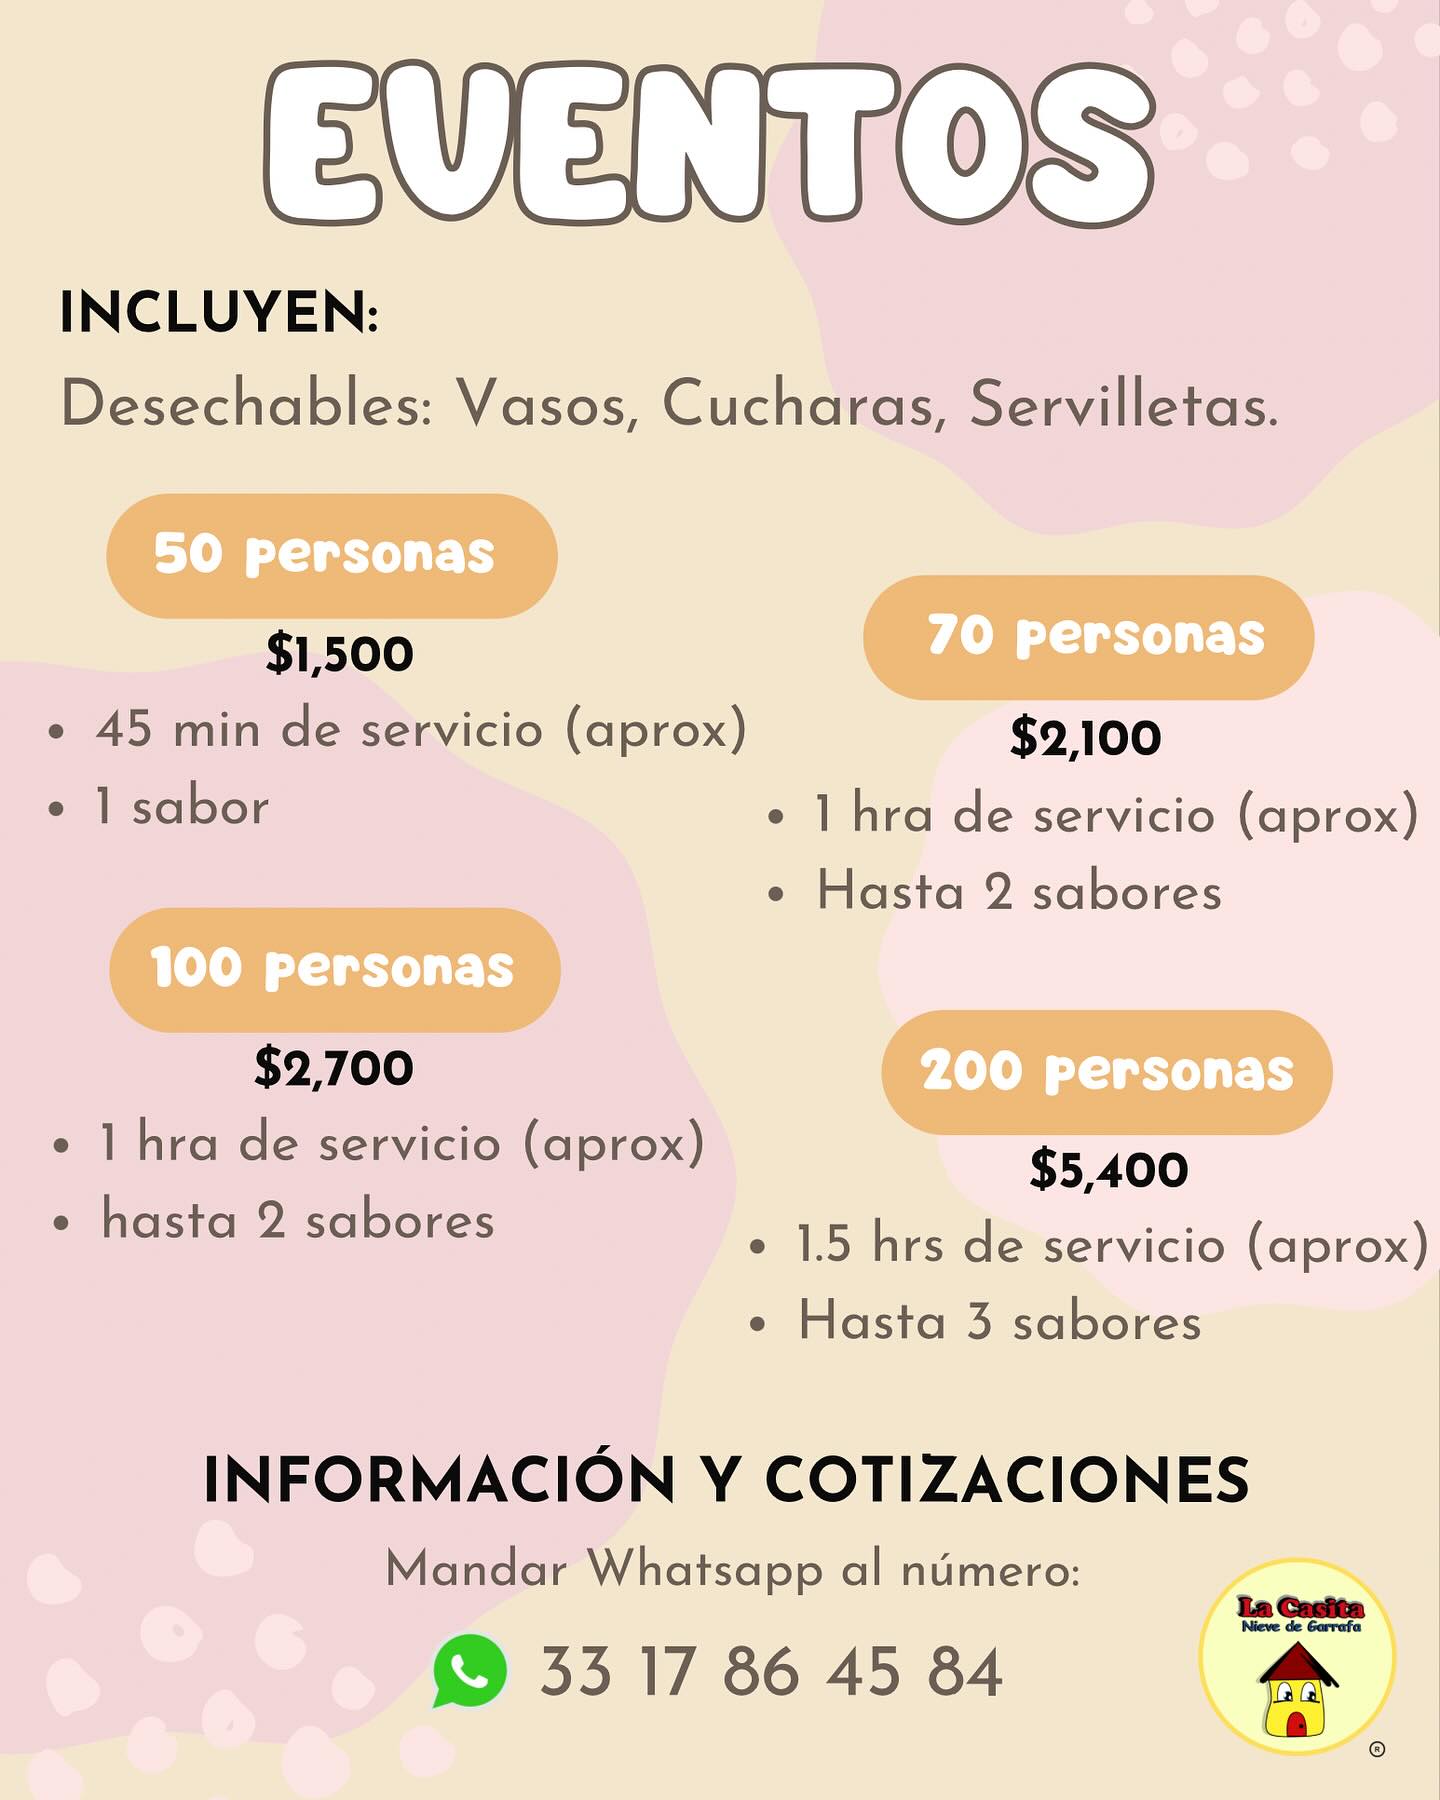 EVENTOS
INCLUYEN:
Desechables: Vasos, Cucharas, Servilletas.
50 personas
$1,500
• 45 min de servicio (aprox)
• 1 sabor
70 personas
$2,100
• 1 hra de servicio (aprox)
• Hasta 2 sabores
100 personas
$2,700
• 1 hra de servicio (aprox)
• hasta 2 sabores
200 personas
$5,400
• 1.5 hrs de servicio (aprox)
• Hasta 3 sabores
INFORMACIÓN Y COTIZACIONES
Mandar Whatsapp al número:
33 17 86 45 84
La Casita
Nieve de Garrafa
®